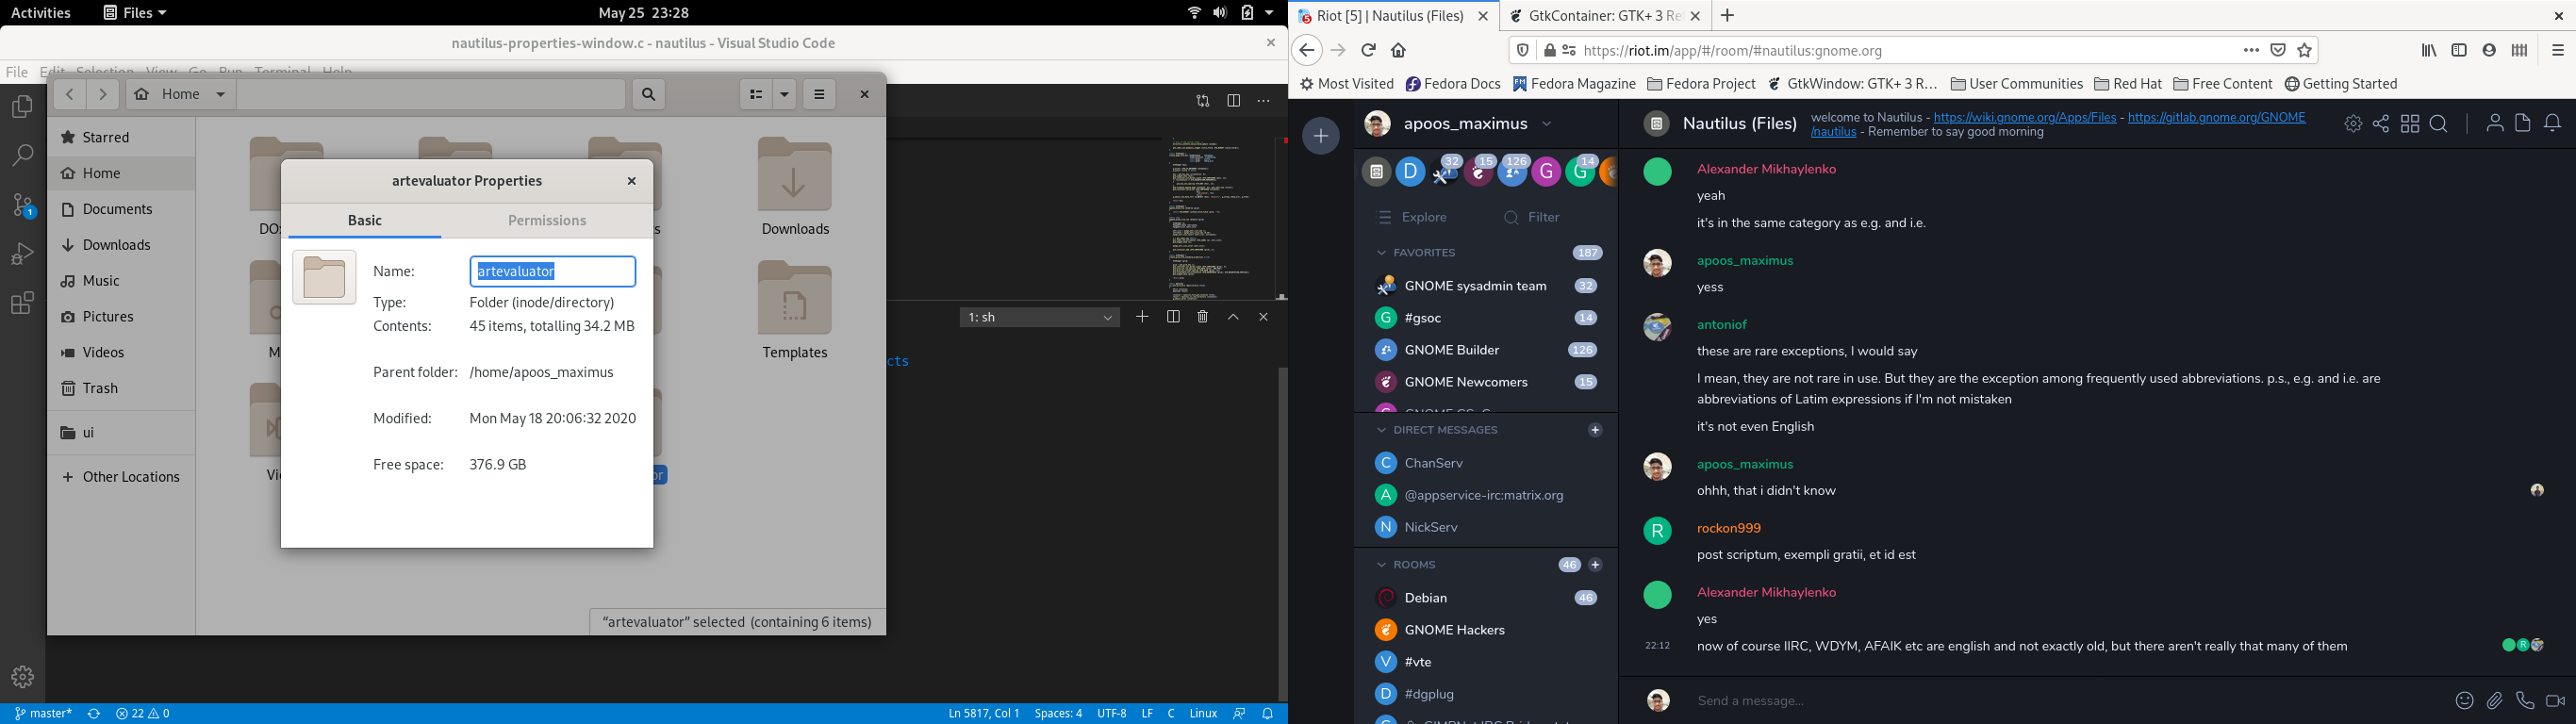 Activities Files May 25 23:28
nautilus-properties-window.c - nautilus - Visual Studio Code
File Edit Selection View Go Run Terminal Help
Home
Starred
Home
Documents
Downloads
Music
Pictures
Videos
Trash
ui
Other Locations
Downloads
Templates
artevaluator Properties
Basic Permissions
Name: artevaluator
Type: Folder (inode/directory)
Contents: 45 items, totalling 34.2 MB
Parent folder: /home/apoos_maximus
Modified: Mon May 18 20:06:32 2020
Free space: 376.9 GB
“artevaluator” selected (containing 6 items)
1: sh
cts
1
master* 22 0 Ln 5817, Col 1 Spaces: 4 UTF-8 LF C Linux
Riot [5] | Nautilus (Files) GtkContainer: GTK+ 3 Re
https://riot.im/app/#/room/#nautilus:gnome.org
Most Visited Fedora Docs Fedora Magazine Fedora Project GtkWindow: GTK+ 3 R… User Communities Red Hat Free Content Getting Started
apoos_maximus
D 32 15 126 G G 14
Explore Filter
FAVORITES 187
GNOME sysadmin team 32
G #gsoc 14
GNOME Builder 126
GNOME Newcomers 15
DIRECT MESSAGES
C ChanServ
A @appservice-irc:matrix.org
N NickServ
ROOMS 46
Debian 46
GNOME Hackers
V #vte
D #dgplug
Nautilus (Files) welcome to Nautilus - https://wiki.gnome.org/Apps/Files - https://gitlab.gnome.org/GNOME
/nautilus - Remember to say good morning
Alexander Mikhaylenko
yeah
it's in the same category as e.g. and i.e.
apoos_maximus
yess
antoniof
these are rare exceptions, I would say
I mean, they are not rare in use. But they are the exception among frequently used abbreviations. p.s., e.g. and i.e. are
abbreviations of Latim expressions if I'm not mistaken
it's not even English
apoos_maximus
ohhh, that i didn't know
R rockon999
post scriptum, exempli gratii, et id est
Alexander Mikhaylenko
yes
22:12 now of course IIRC, WDYM, AFAIK etc are english and not exactly old, but there aren't really that many of them
R
Send a message...